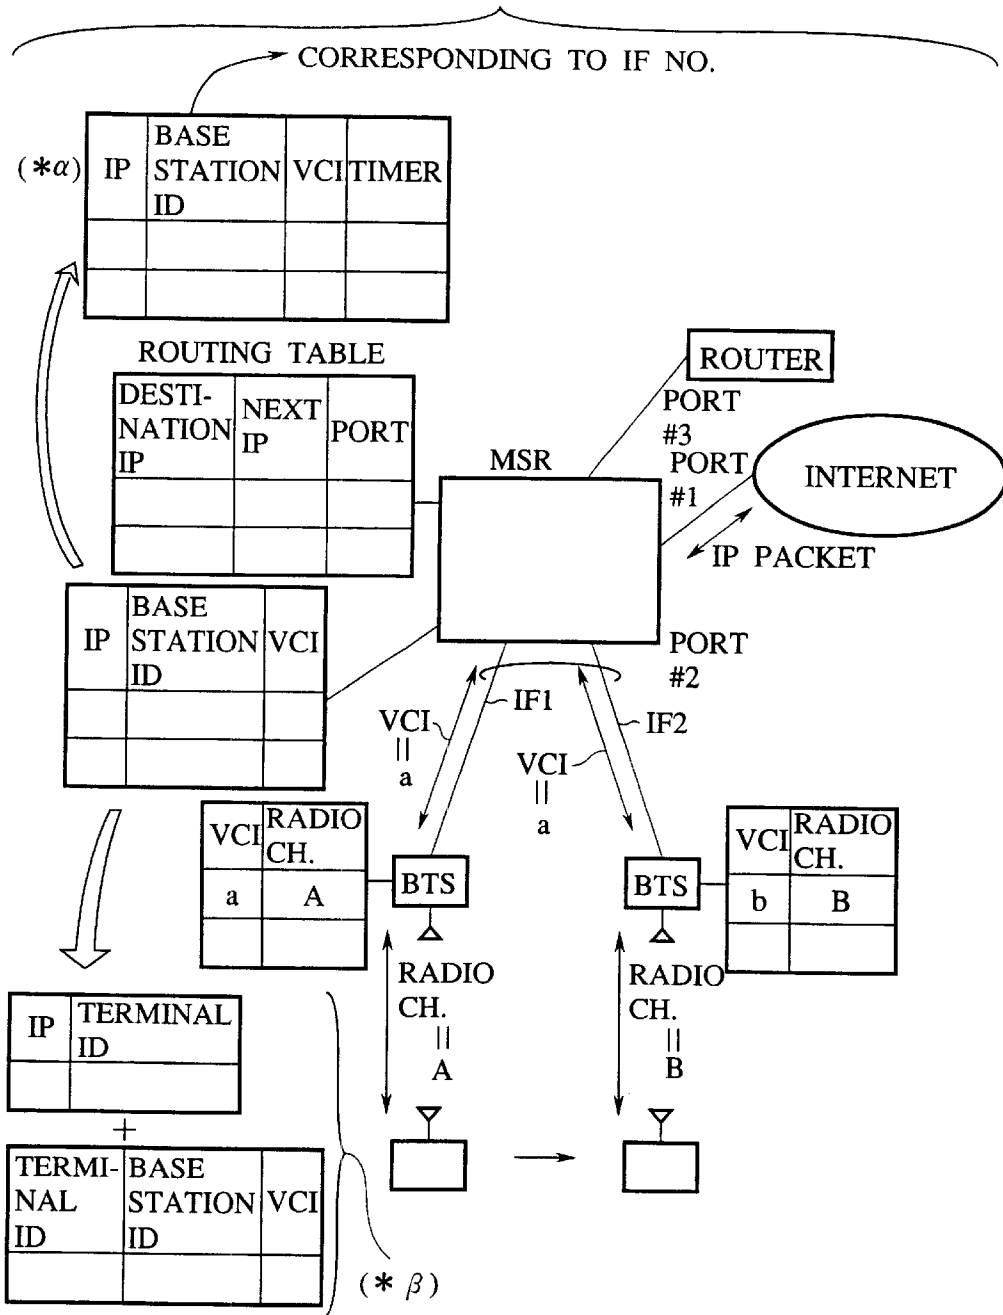 CORRESPONDING TO IF NO.
(*α)
IP
BASE
STATION
ID
VCI
TIMER
ROUTING TABLE
DESTI-
NATION
IP
NEXT
IP
PORT
ROUTER
PORT
#3
MSR
PORT
#1
INTERNET
IP PACKET
IP
BASE
STATION
ID
VCI
PORT
#2
IF1
IF2
VCI
=
a
VCI
=
a
VCI
RADIO
CH.
a
A
BTS
BTS
VCI
RADIO
CH.
b
B
RADIO
CH.
=
A
RADIO
CH.
=
B
IP
TERMINAL
ID
+
TERMI-
NAL
ID
BASE
STATION
ID
VCI
(* β)